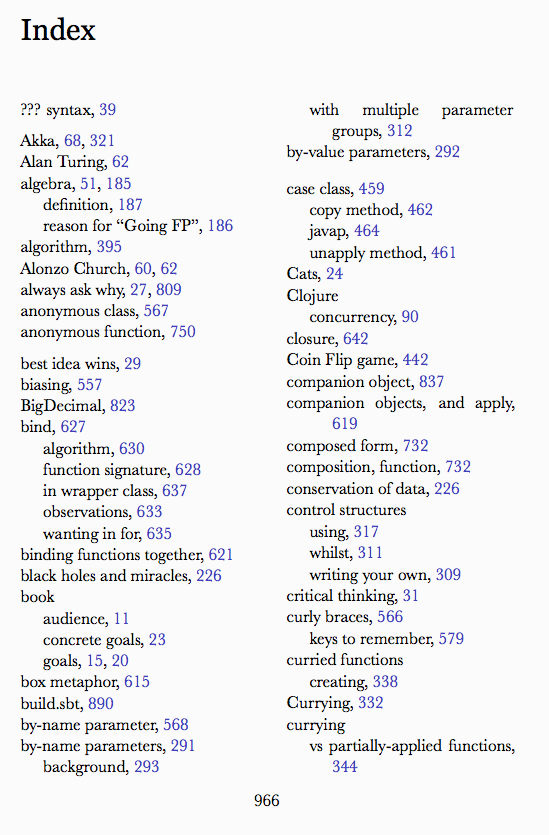 Index
??? syntax, 39
Akka, 68, 321
Alan Turing, 62
algebra, 51, 185
definition, 187
reason for “Going FP”, 186
algorithm, 395
Alonzo Church, 60, 62
always ask why, 27, 809
anonymous class, 567
anonymous function, 750
best idea wins, 29
biasing, 557
BigDecimal, 823
bind, 627
algorithm, 630
function signature, 628
in wrapper class, 637
observations, 633
wanting in for, 635
binding functions together, 621
black holes and miracles, 226
book
audience, 11
concrete goals, 23
goals, 15, 20
box metaphor, 615
build.sbt, 890
by-name parameter, 568
by-name parameters, 291
background, 293
with multiple parameter
groups, 312
by-value parameters, 292
case class, 459
copy method, 462
javap, 464
unapply method, 461
Cats, 24
Clojure
concurrency, 90
closure, 642
Coin Flip game, 442
companion object, 837
companion objects, and apply,
619
composed form, 732
composition, function, 732
conservation of data, 226
control structures
using, 317
whilst, 311
writing your own, 309
critical thinking, 31
curly braces, 566
keys to remember, 579
curried functions
creating, 338
Currying, 332
currying
vs partially-applied functions,
344
966